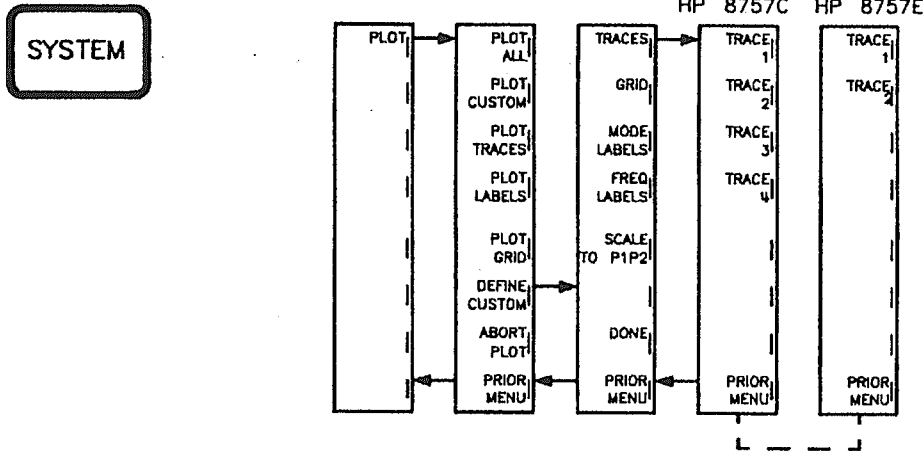 HP 8757C
HP 8757E
SYSTEM
PLOT
PLOT
ALL
PLOT
CUSTOM
PLOT
TRACES
PLOT
LABELS
PLOT
GRID
DEFINE
CUSTOM
ABORT
PLOT
PRIOR
MENU
TRACES
GRID
MODE
LABELS
FREQ
LABELS
SCALE
TO P1P2
DONE
PRIOR
MENU
TRACE
1
TRACE
2
TRACE
3
TRACE
4
PRIOR
MENU
TRACE
1
TRACE
2
PRIOR
MENU